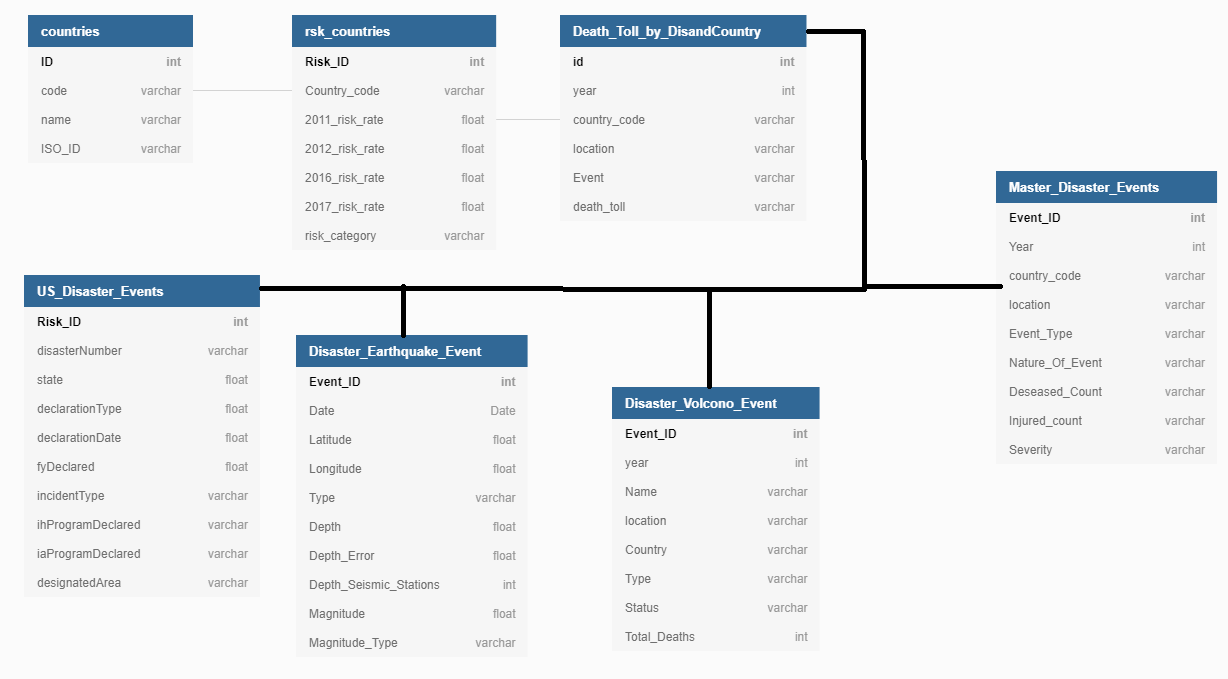 countries
ID int
code varchar
name varchar
ISO_ID varchar
rsk_countries
Risk_ID int
Country_code varchar
2011_risk_rate float
2012_risk_rate float
2016_risk_rate float
2017_risk_rate float
risk_category varchar
Death_Toll_by_DisandCountry
id int
year int
country_code varchar
location varchar
Event varchar
death_toll varchar
Master_Disaster_Events
Event_ID int
Year int
country_code varchar
location varchar
Event_Type varchar
Nature_Of_Event varchar
Deseased_Count varchar
Injured_count varchar
Severity varchar
US_Disaster_Events
Risk_ID int
disasterNumber varchar
state float
declarationType float
declarationDate float
fyDeclared float
incidentType varchar
ihProgramDeclared varchar
iaProgramDeclared varchar
designatedArea varchar
Disaster_Earthquake_Event
Event_ID int
Date Date
Latitude float
Longitude float
Type varchar
Depth float
Depth_Error float
Depth_Seismic_Stations int
Magnitude float
Magnitude_Type varchar
Disaster_Volcono_Event
Event_ID int
year int
Name varchar
location varchar
Country varchar
Type varchar
Status varchar
Total_Deaths int